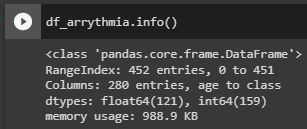 df_arrythmia.info()
<class 'pandas.core.frame.DataFrame'>
RangeIndex: 452 entries, 0 to 451
Columns: 280 entries, age to class
dtypes: float64(121), int64(159)
memory usage: 988.9 KB